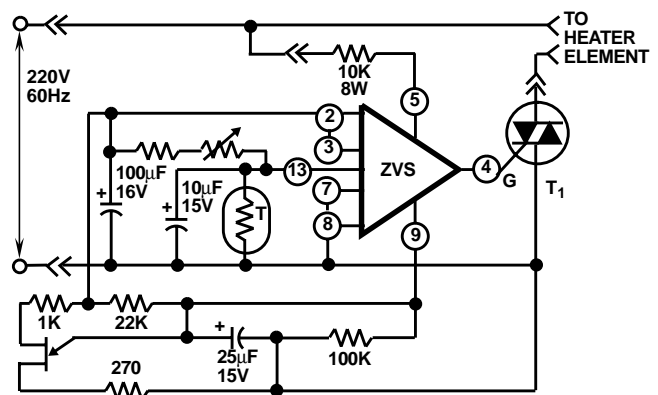 TO
HEATER
ELEMENT
220V
60Hz
10K
8W
5
2
3
100μF
16V
13
ZVS
4
G
T1
10μF
15V
T
7
8
9
1K
22K
+
+
+
25μF
15V
100K
270